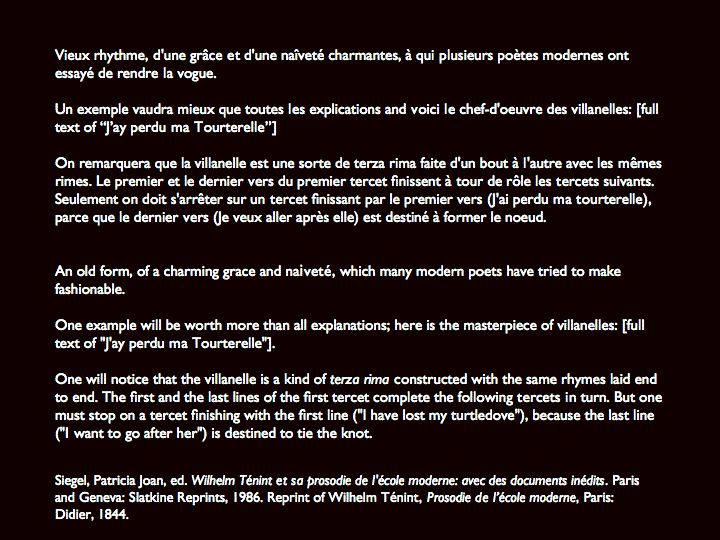 Vieux rhythme, d'une grâce et d'une naîveté charmantes, à qui plusieurs poètes modernes ont
essayé de rendre la vogue.
Un exemple vaudra mieux que toutes les explications and voici le chef-d'oeuvre des villanelles: [full
text of “J’ay perdu ma Tourterelle”]
On remarquera que la villanelle est une sorte de terza rima faite d'un bout à l'autre avec les mêmes
rimes. Le premier et le dernier vers du premier tercet finissent à tour de rôle les tercets suivants.
Seulement on doit s'arrêter sur un tercet finissant par le premier vers (J'ai perdu ma tourterelle),
parce que le dernier vers (Je veux aller après elle) est destiné à former le noeud.
An old form, of a charming grace and naiveté, which many modern poets have tried to make
fashionable.
One example will be worth more than all explanations; here is the masterpiece of villanelles: [full
text of "J'ay perdu ma Tourterelle"].
One will notice that the villanelle is a kind of terza rima constructed with the same rhymes laid end
to end. The first and the last lines of the first tercet complete the following tercets in turn. But one
must stop on a tercet finishing with the first line ("I have lost my turtledove"), because the last line
("I want to go after her") is destined to tie the knot.
Siegel, Patricia Joan, ed. Wilhelm Ténint et sa prosodie de l'école moderne: avec des documents inédits. Paris
and Geneva: Slatkine Reprints, 1986. Reprint of Wilhelm Ténint, Prosodie de l’école moderne, Paris:
Didier, 1844.